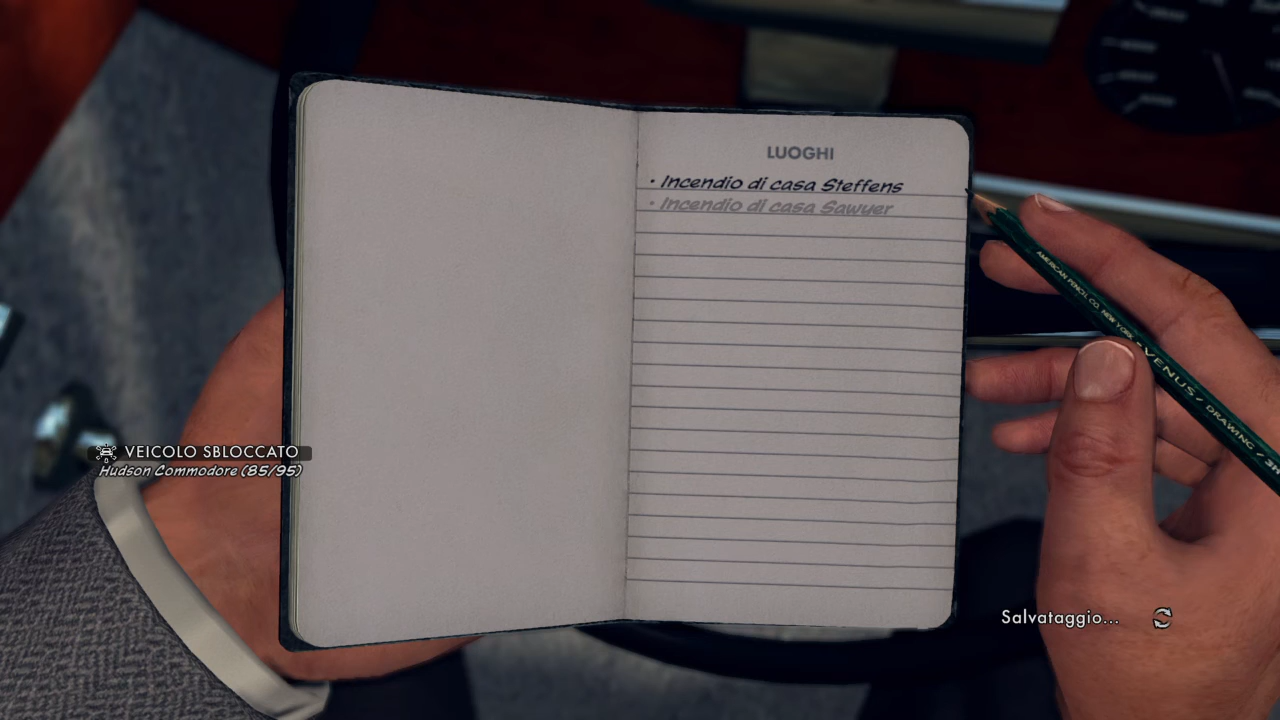 LUOGHI
· Incendio di casa Steffens
· Incendio di casa Sawyer
AMERICAN PENCIL CO. NEW YORK VENUS / DRAWING / 3H
VEICOLO SBLOCCATO
Hudson Commodore (85/95)
Salvataggio...